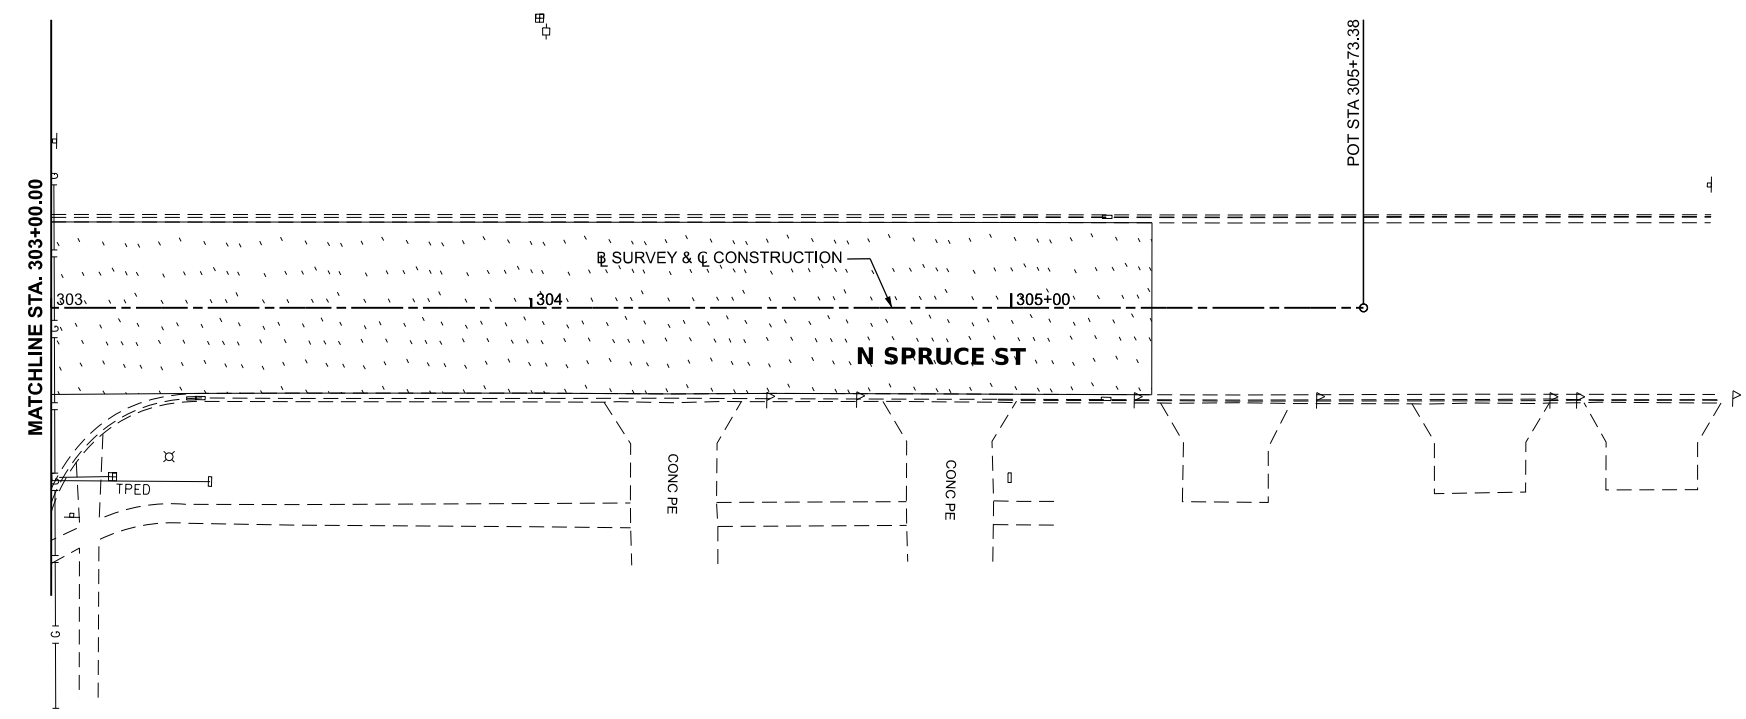 POT STA 305+73.38
MATCHLINE STA. 303+00.00
℄ SURVEY & ℄ CONSTRUCTION
303
304
305+00
N SPRUCE ST
G
G
G
TPED
CONC PE
CONC PE
G